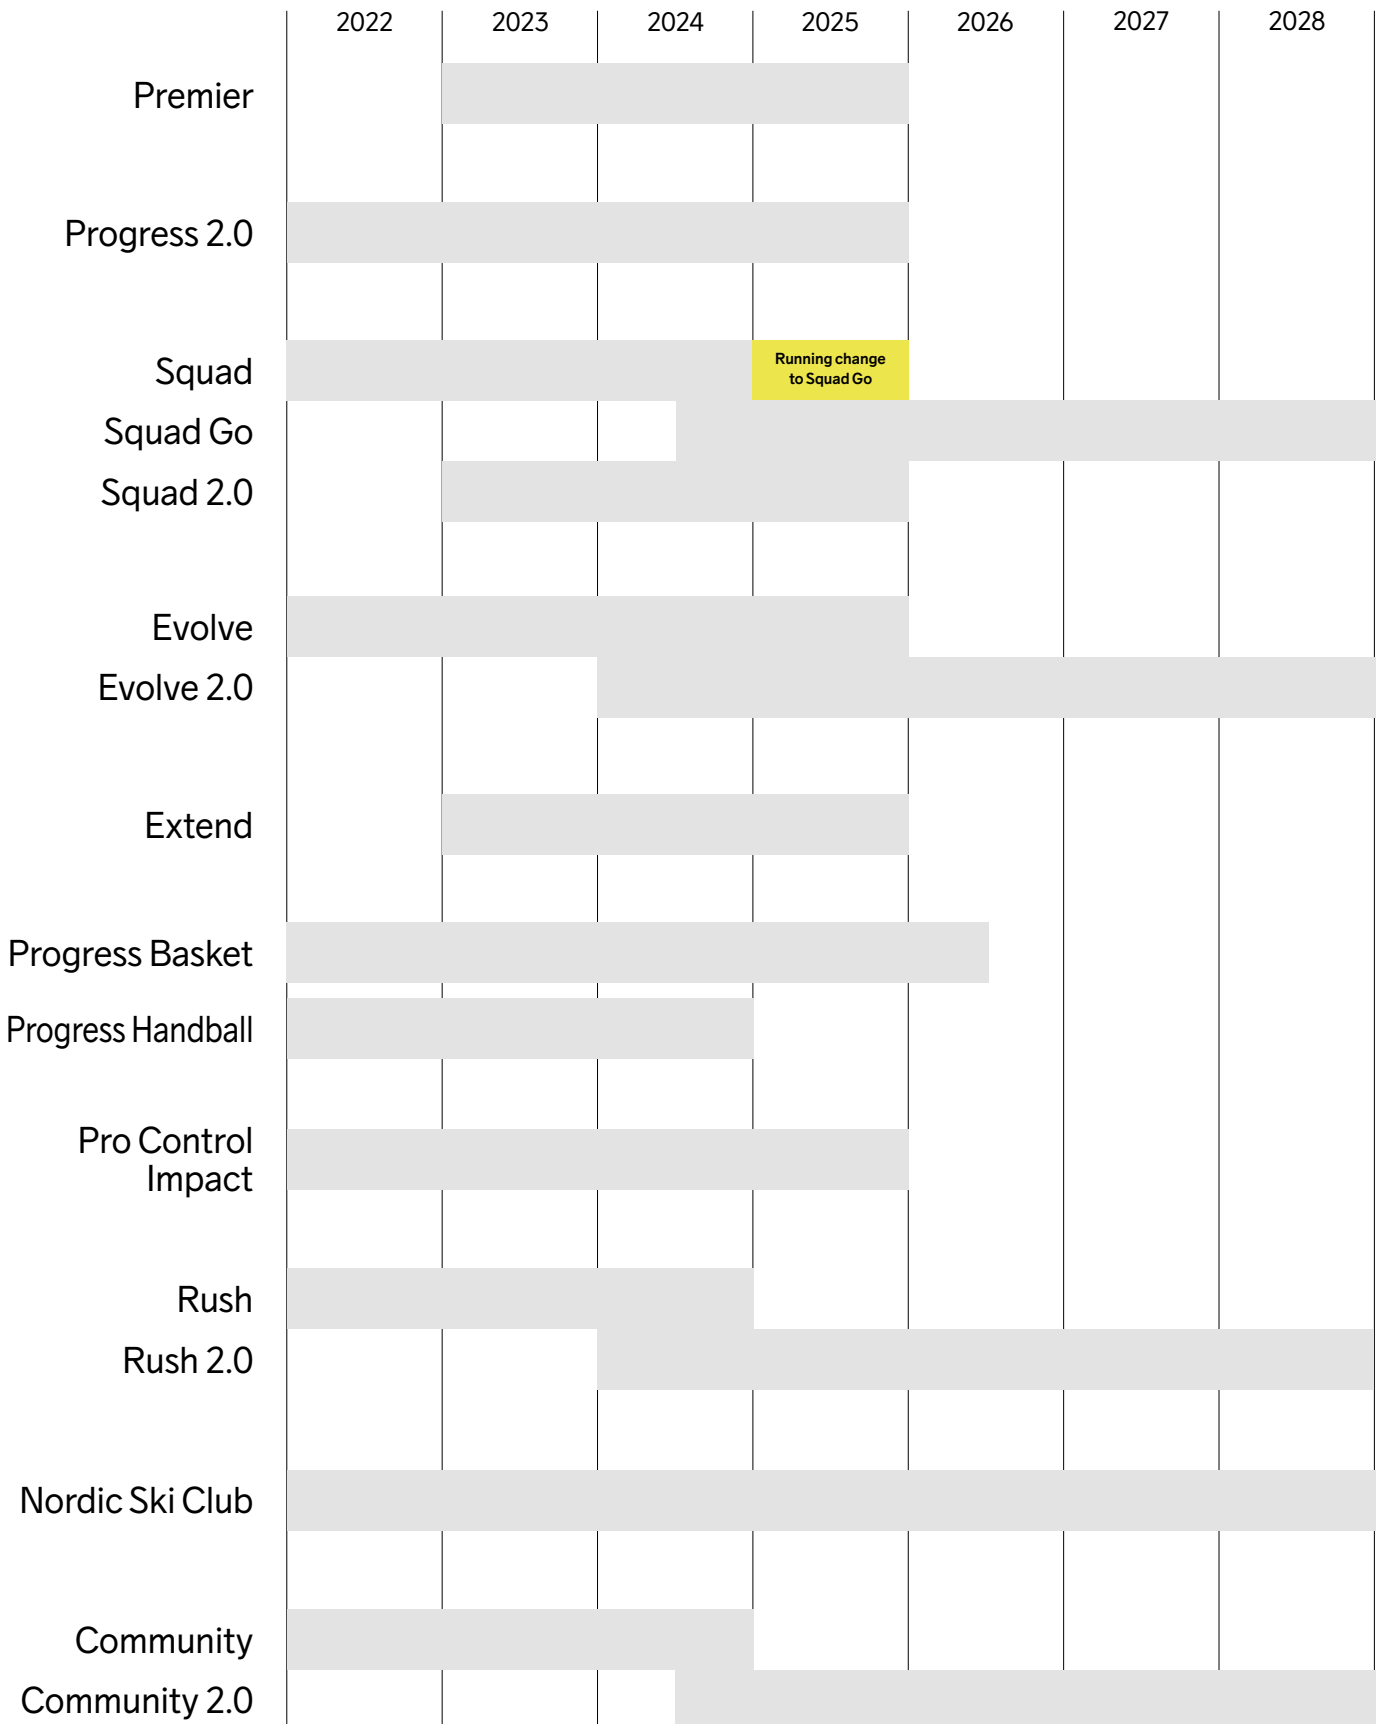 2022 2023 2024 2025 2026 2027 2028
Premier
Progress 2.0
Squad
Running change
to Squad Go
Squad Go
Squad 2.0
Evolve
Evolve 2.0
Extend
Progress Basket
Progress Handball
Pro Control
Impact
Rush
Rush 2.0
Nordic Ski Club
Community
Community 2.0